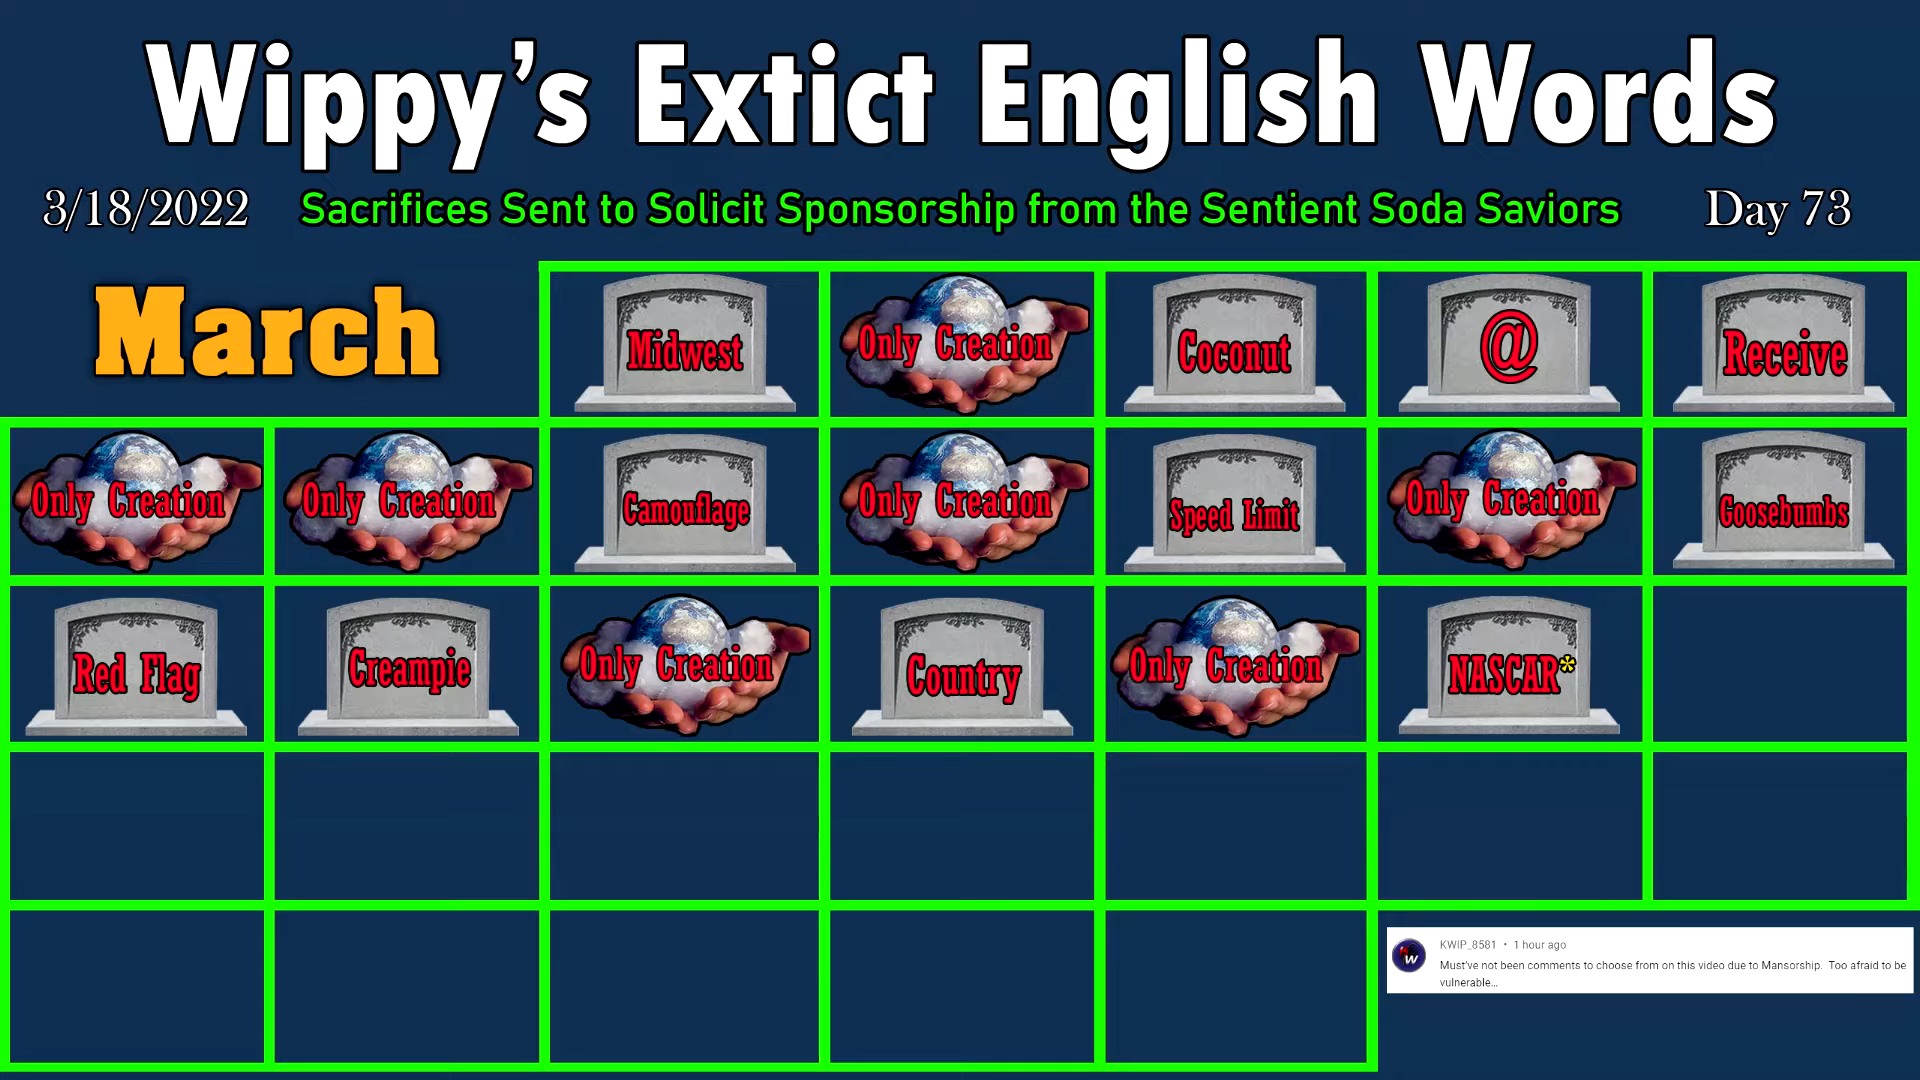 Wippy's Extict English Words
3/18/2022 Sacrifices Sent to Solicit Sponsorship from the Sentient Soda Saviors Day 73
March
Midwest
Only Creation
Coconut
@
Receive
Only Creation
Only Creation
Camouflage
Only Creation
Speed Limit
Only Creation
Goosebumbs
Red Flag
Creampie
Only Creation
Country
Only Creation
NASCAR*
W
KWIP_8581 • 1 hour ago
Must've not been comments to choose from on this video due to Mansorship. Too afraid to be
vulnerable...